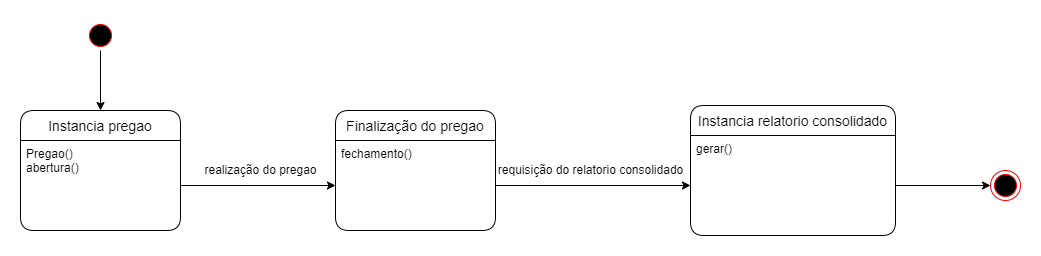 Instancia pregao
Pregao()
abertura()
realização do pregao
Finalização do pregao
fechamento()
requisição do relatorio consolidado
Instancia relatorio consolidado
gerar()